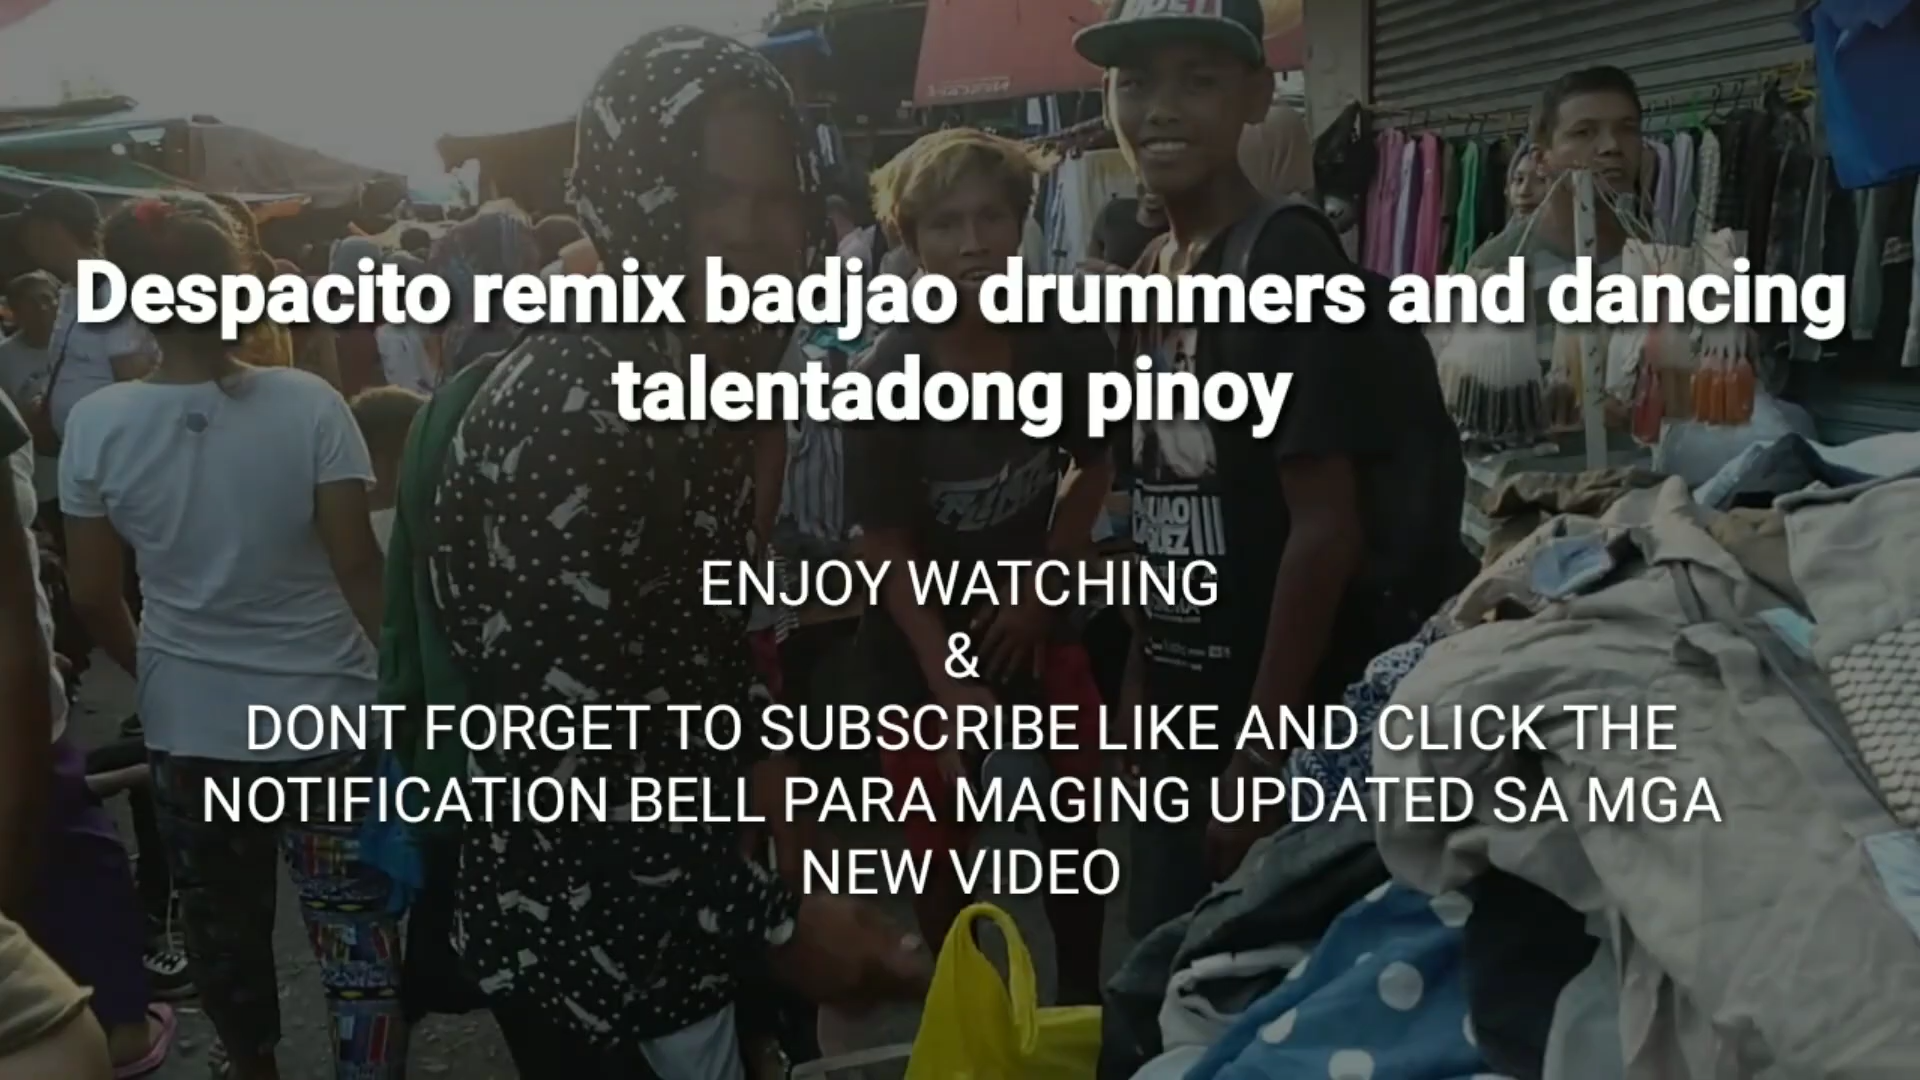 Despacito remix badjao drummers and dancing
talentadong pinoy
ENJOY WATCHING
&
DONT FORGET TO SUBSCRIBE LIKE AND CLICK THE
NOTIFICATION BELL PARA MAGING UPDATED SA MGA
NEW VIDEO